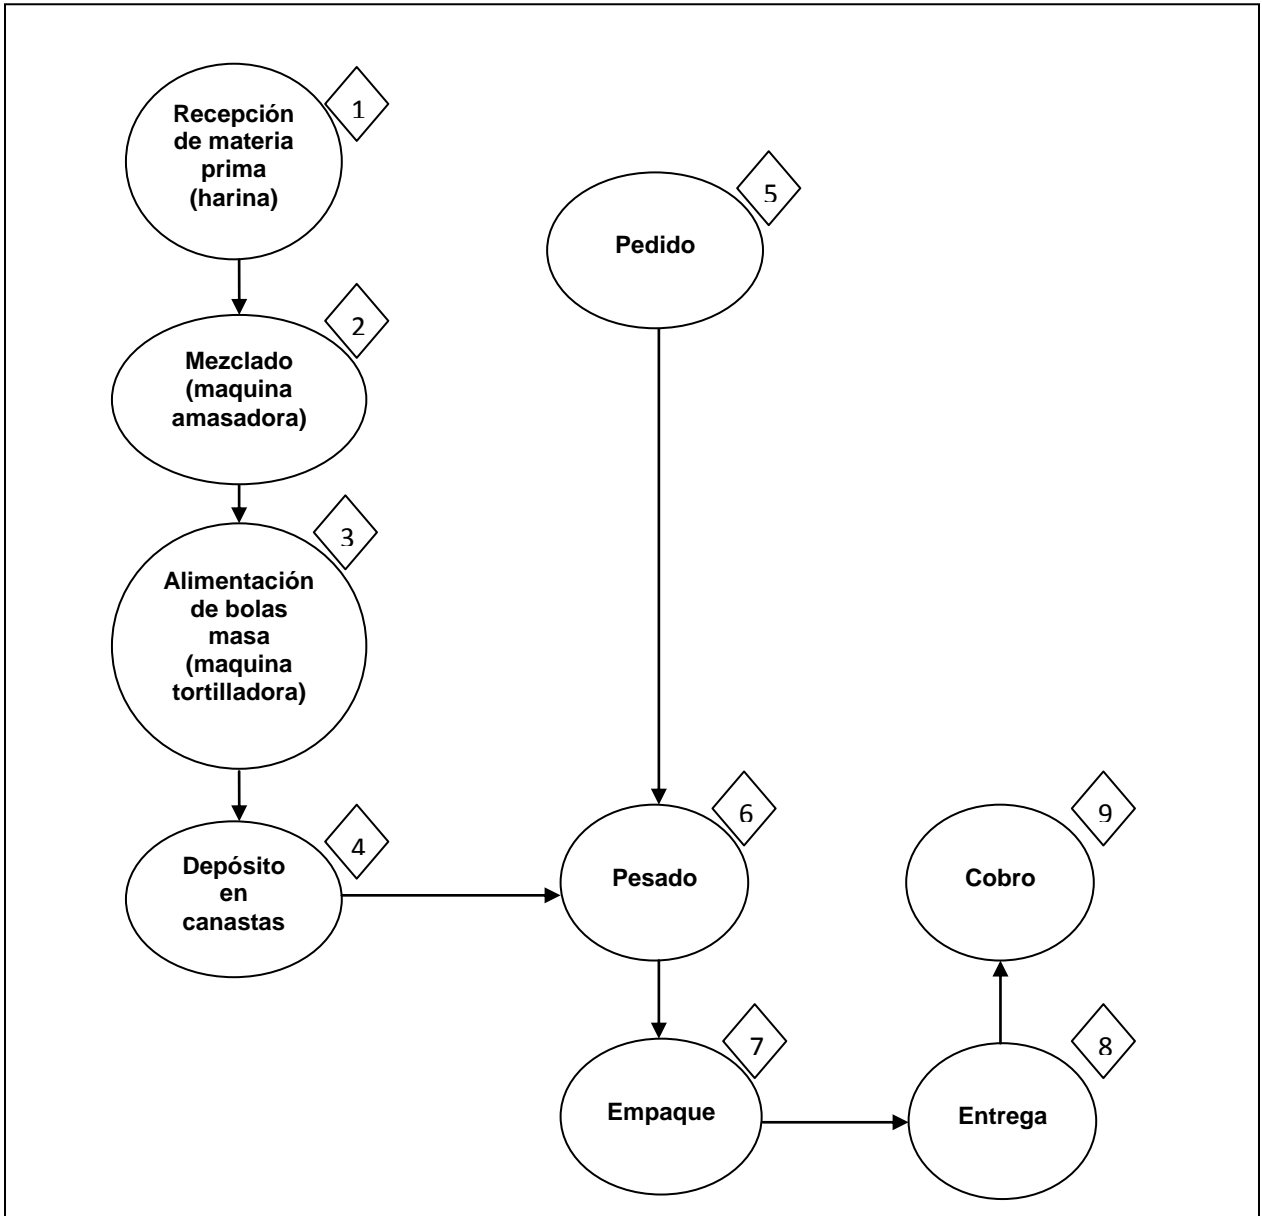 Recepción
de materia
prima
(harina)
1
Mezclado
(maquina
amasadora)
2
Alimentación
de bolas
masa
(maquina
tortilladora)
3
Depósito
en
canastas
4
Pedido
5
Pesado
6
Empaque
7
Entrega
8
Cobro
9